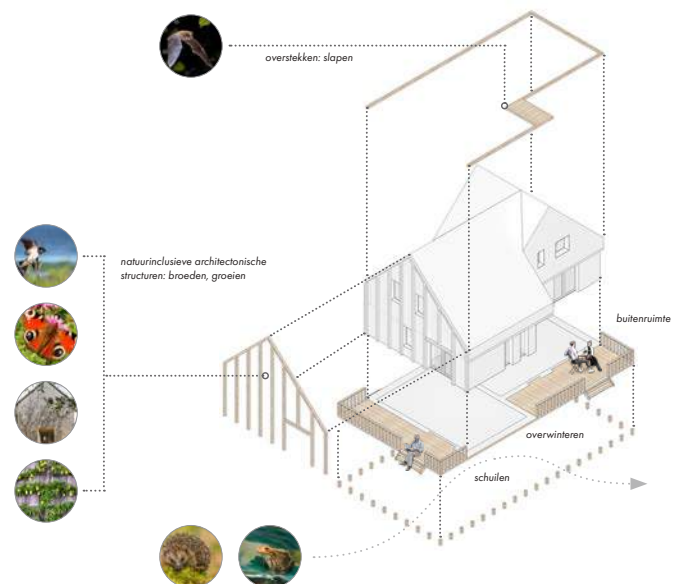 overstekken: slapen
natuurinclusieve architectonische
structuren: broeden, groeien
buitenruimte
overwinteren
schuilen